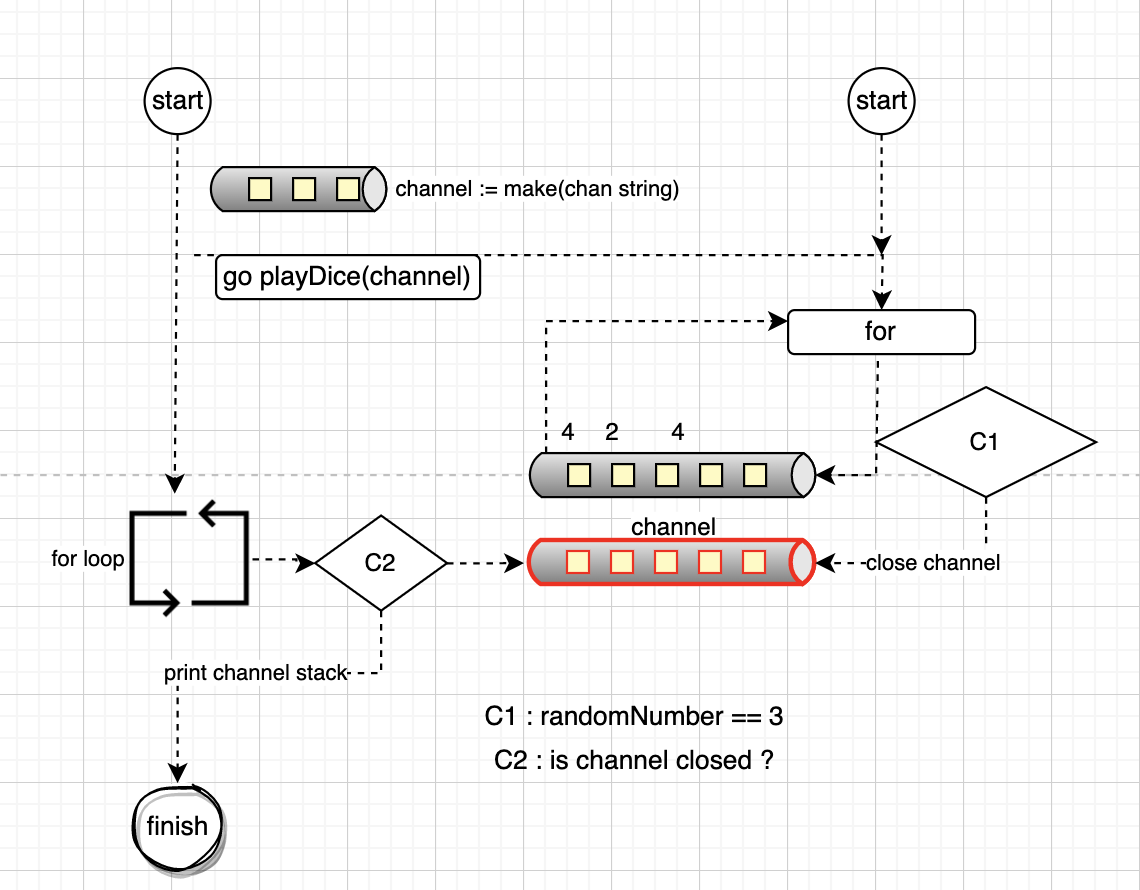 start
start
channel := make(chan string)
go playDice(channel)
for
4 2 4
C1
channel
for loop
C2
close channel
print channel stack
C1 : randomNumber == 3
C2 : is channel closed ?
finish